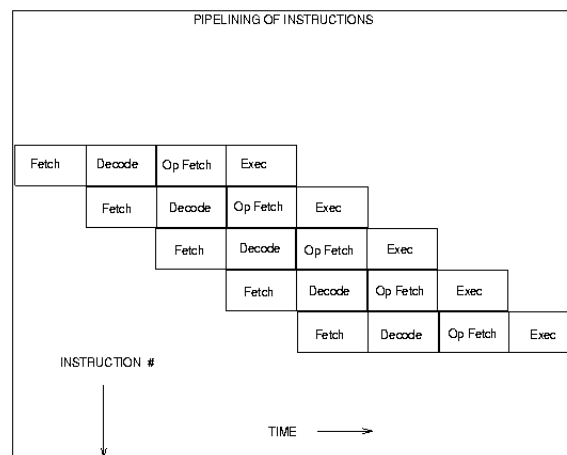 PIPELINING OF INSTRUCTIONS
Fetch Decode Op Fetch Exec
Fetch Decode Op Fetch Exec
Fetch Decode Op Fetch Exec
Fetch Decode Op Fetch Exec
Fetch Decode Op Fetch Exec
INSTRUCTION #
TIME